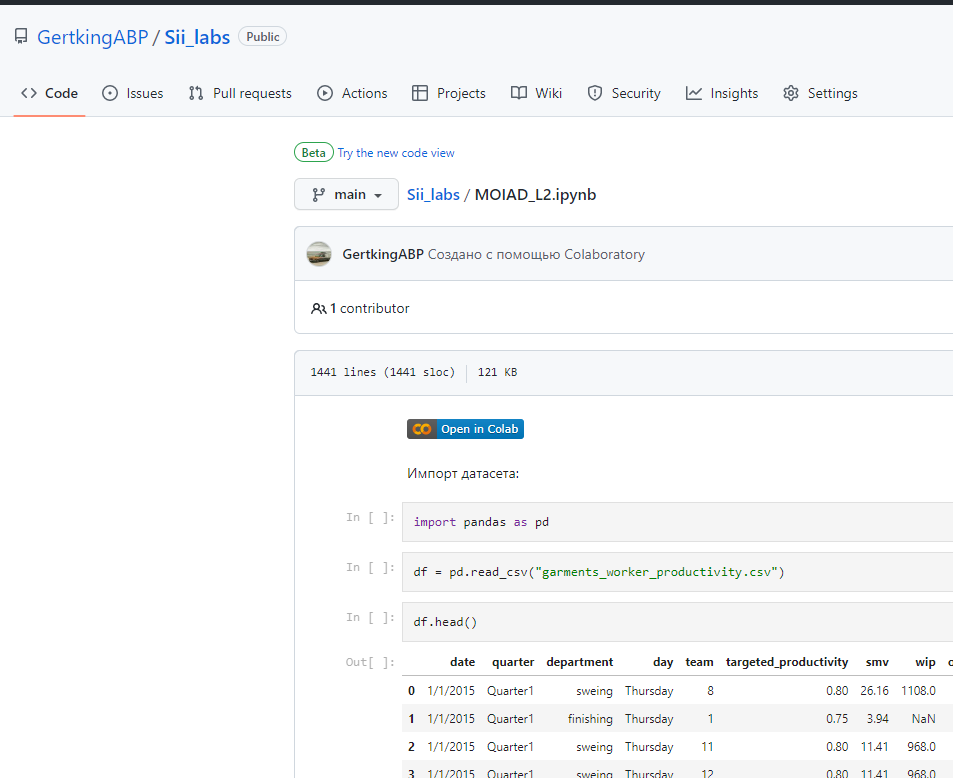 GertkingABP / Sii_labs Public
Code Issues Pull requests Actions Projects Wiki Security Insights Settings
Beta Try the new code view
main Sii_labs / MOIAD_L2.ipynb
GertkingABP Создано с помощью Colaboratory
1 contributor
1441 lines (1441 sloc) 121 KB
Open in Colab
Импорт датасета:
In [ ]: import pandas as pd
In [ ]: df = pd.read_csv("garments_worker_productivity.csv")
In [ ]: df.head()
Out[ ]: date quarter department day team targeted_productivity smv wip
0 1/1/2015 Quarter1 sweing Thursday 8 0.80 26.16 1108.0
1 1/1/2015 Quarter1 finishing Thursday 1 0.75 3.94 NaN
2 1/1/2015 Quarter1 sweing Thursday 11 0.80 11.41 968.0
3 1/1/2015 Quarter1 sweing Thursday 12 0.80 11.41 968.0